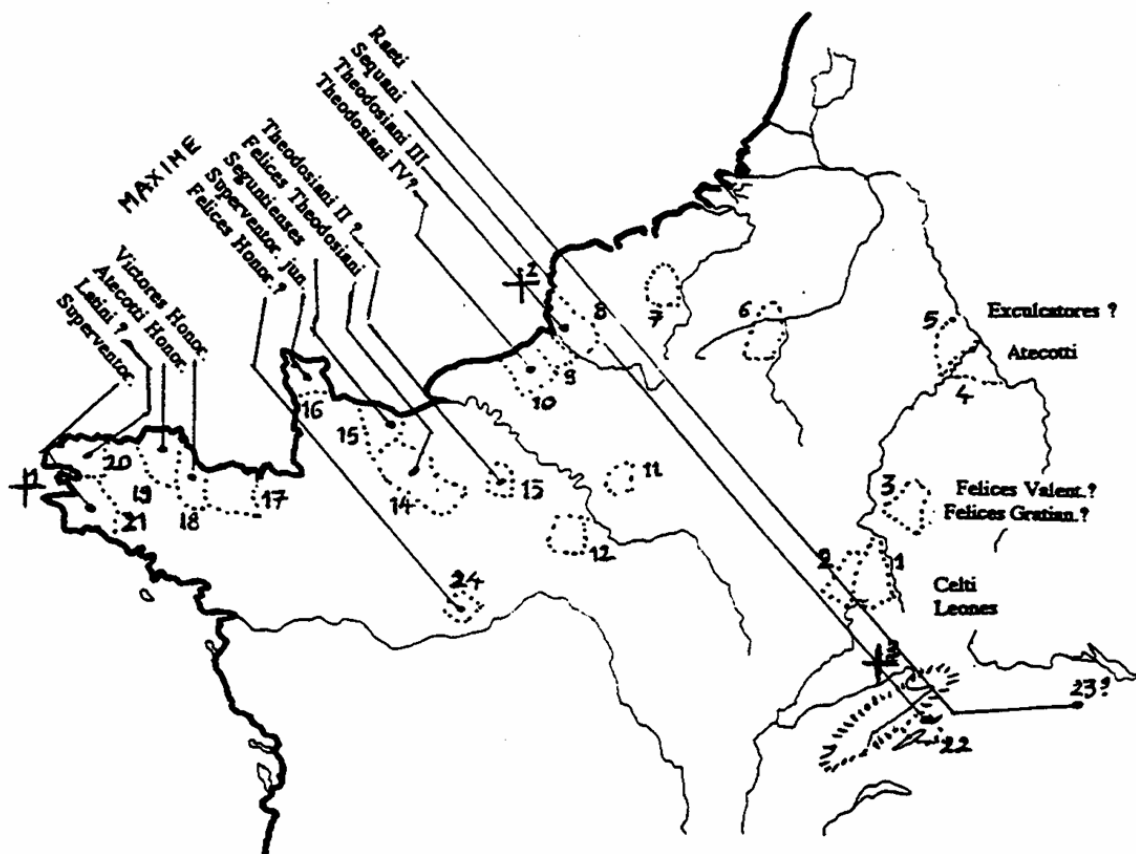 Raeti
Sequani
Theodosiani III
Theodosiani IV?
MAXIME
Theodosiani II ?
Felices Theodosiani
Seguntienses
Superventor. jun.
Felices Honor. ?
Victores Honor.
Atecotti Honor.
Latini ?
Superventor.
Exculcatores ?
Atecotti
Felices Valent.?
Felices Gratian.?
Celti
Leones
1
2
3
4
5
6
7
8
9
10
11
12
13
14
15
16
17
18
19
20
21
22
23?
24